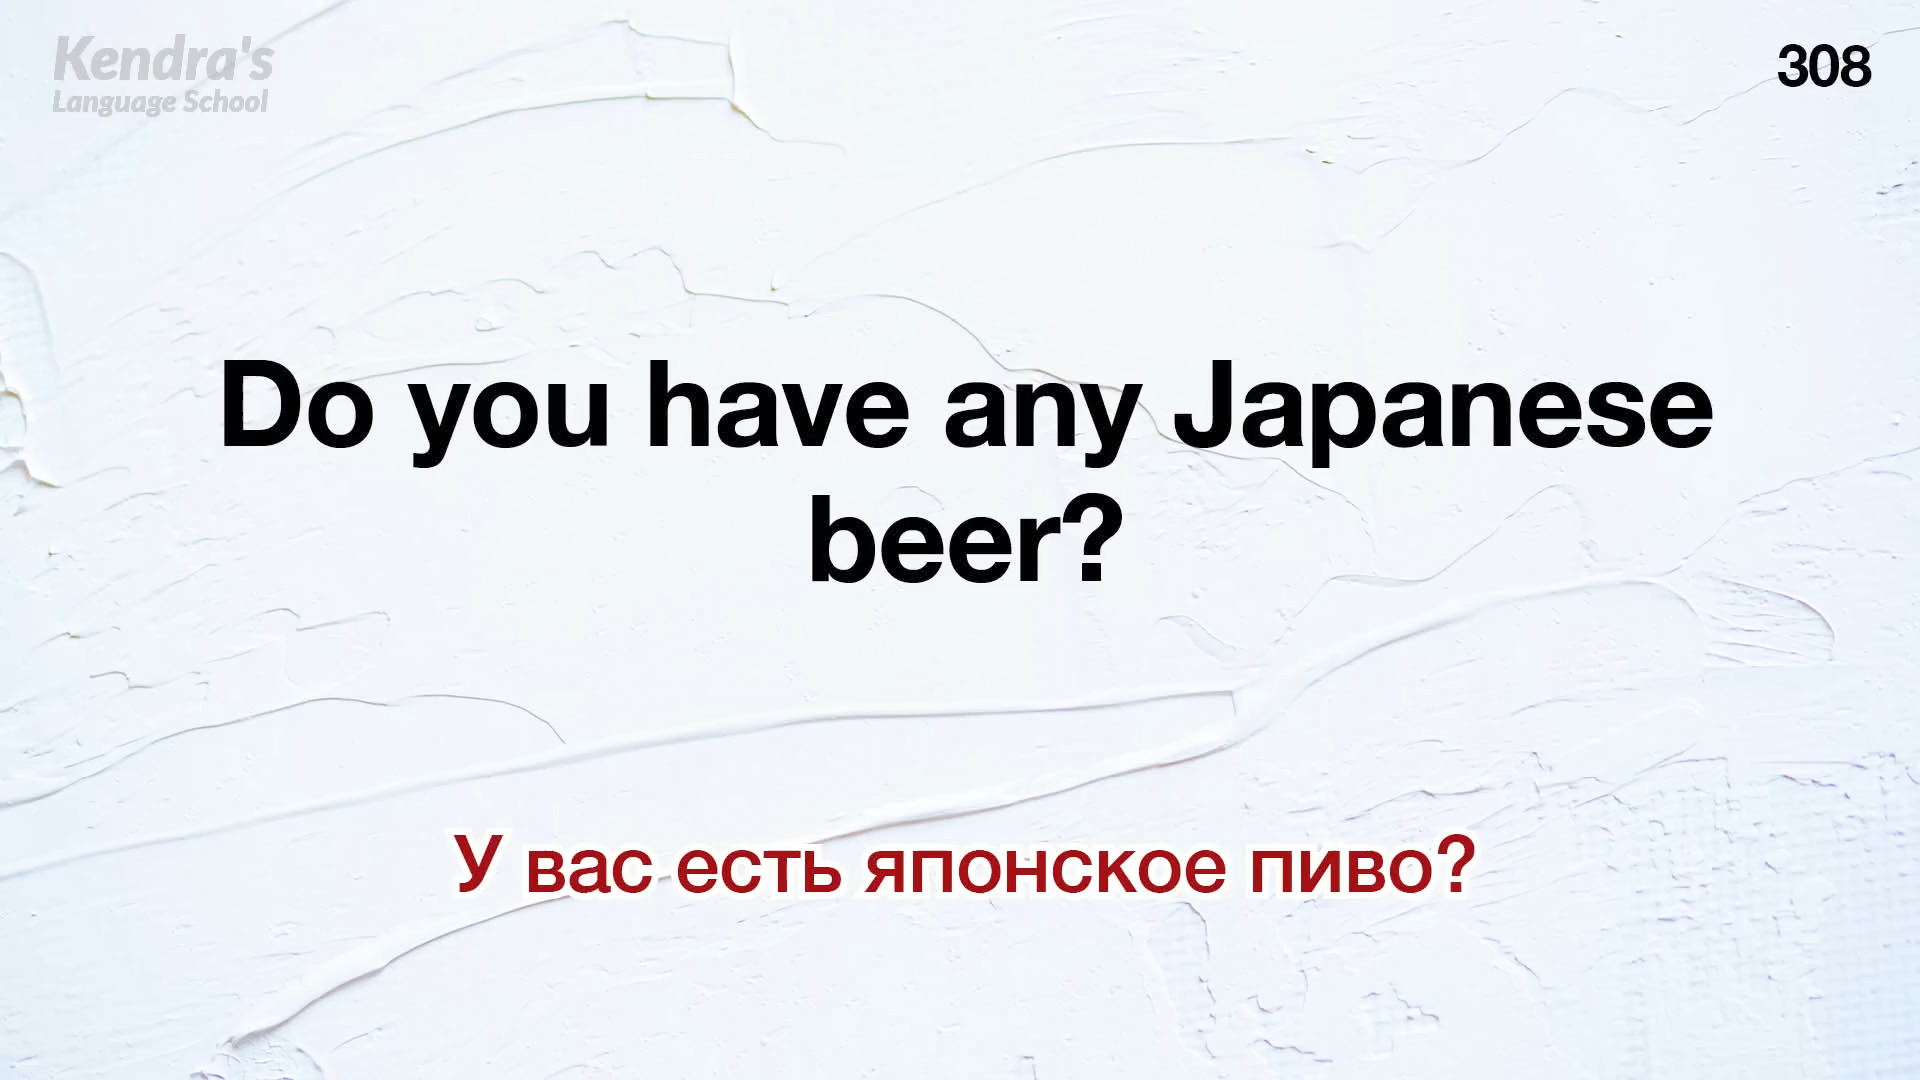 Kendra's
Language School
308
Do you have any Japanese
beer?
У вас есть японское пиво?